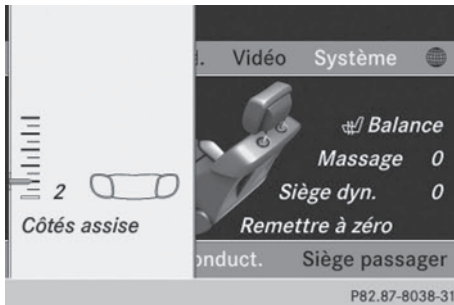 d. Vidéo Système
Balance
Massage 0
Siège dyn. 0
Remettre à zéro
2
Côtés assise
onduct. Siège passager
P82.87-8038-31